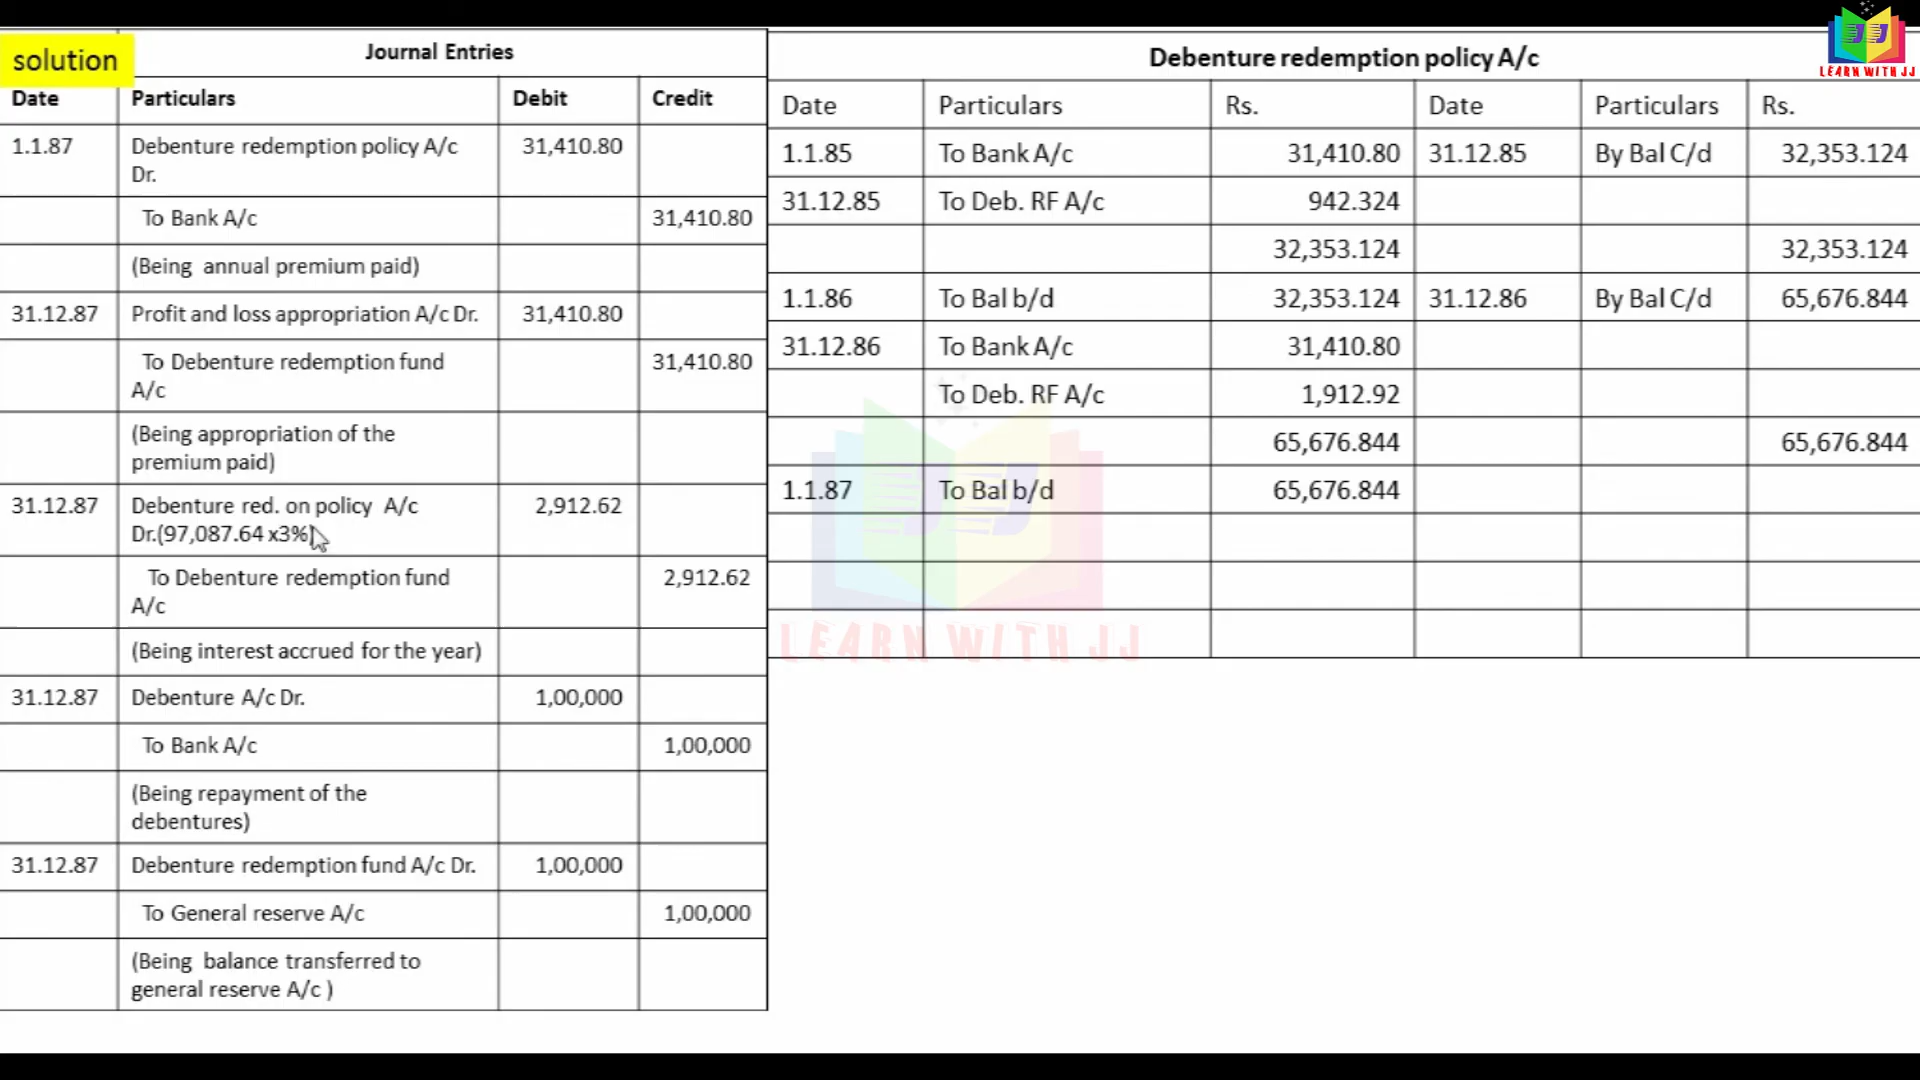 solution
Journal Entries
Date Particulars Debit Credit
1.1.87 Debenture redemption policy A/c 31,410.80
Dr.
To Bank A/c 31,410.80
(Being annual premium paid)
31.12.87 Profit and loss appropriation A/c Dr. 31,410.80
To Debenture redemption fund 31,410.80
A/c
(Being appropriation of the
premium paid)
31.12.87 Debenture red. on policy A/c 2,912.62
Dr.(97,087.64 x3%)
To Debenture redemption fund 2,912.62
A/c
(Being interest accrued for the year)
31.12.87 Debenture A/c Dr. 1,00,000
To Bank A/c 1,00,000
(Being repayment of the
debentures)
31.12.87 Debenture redemption fund A/c Dr. 1,00,000
To General reserve A/c 1,00,000
(Being balance transferred to
general reserve A/c )
Debenture redemption policy A/c
Date Particulars Rs. Date Particulars Rs.
1.1.85 To Bank A/c 31,410.80 31.12.85 By Bal C/d 32,353.124
31.12.85 To Deb. RF A/c 942.324
32,353.124 32,353.124
1.1.86 To Bal b/d 32,353.124 31.12.86 By Bal C/d 65,676.844
31.12.86 To Bank A/c 31,410.80
To Deb. RF A/c 1,912.92
65,676.844 65,676.844
1.1.87 To Bal b/d 65,676.844
JJ
LEARN WITH JJ
JJ
LEARN WITH JJ